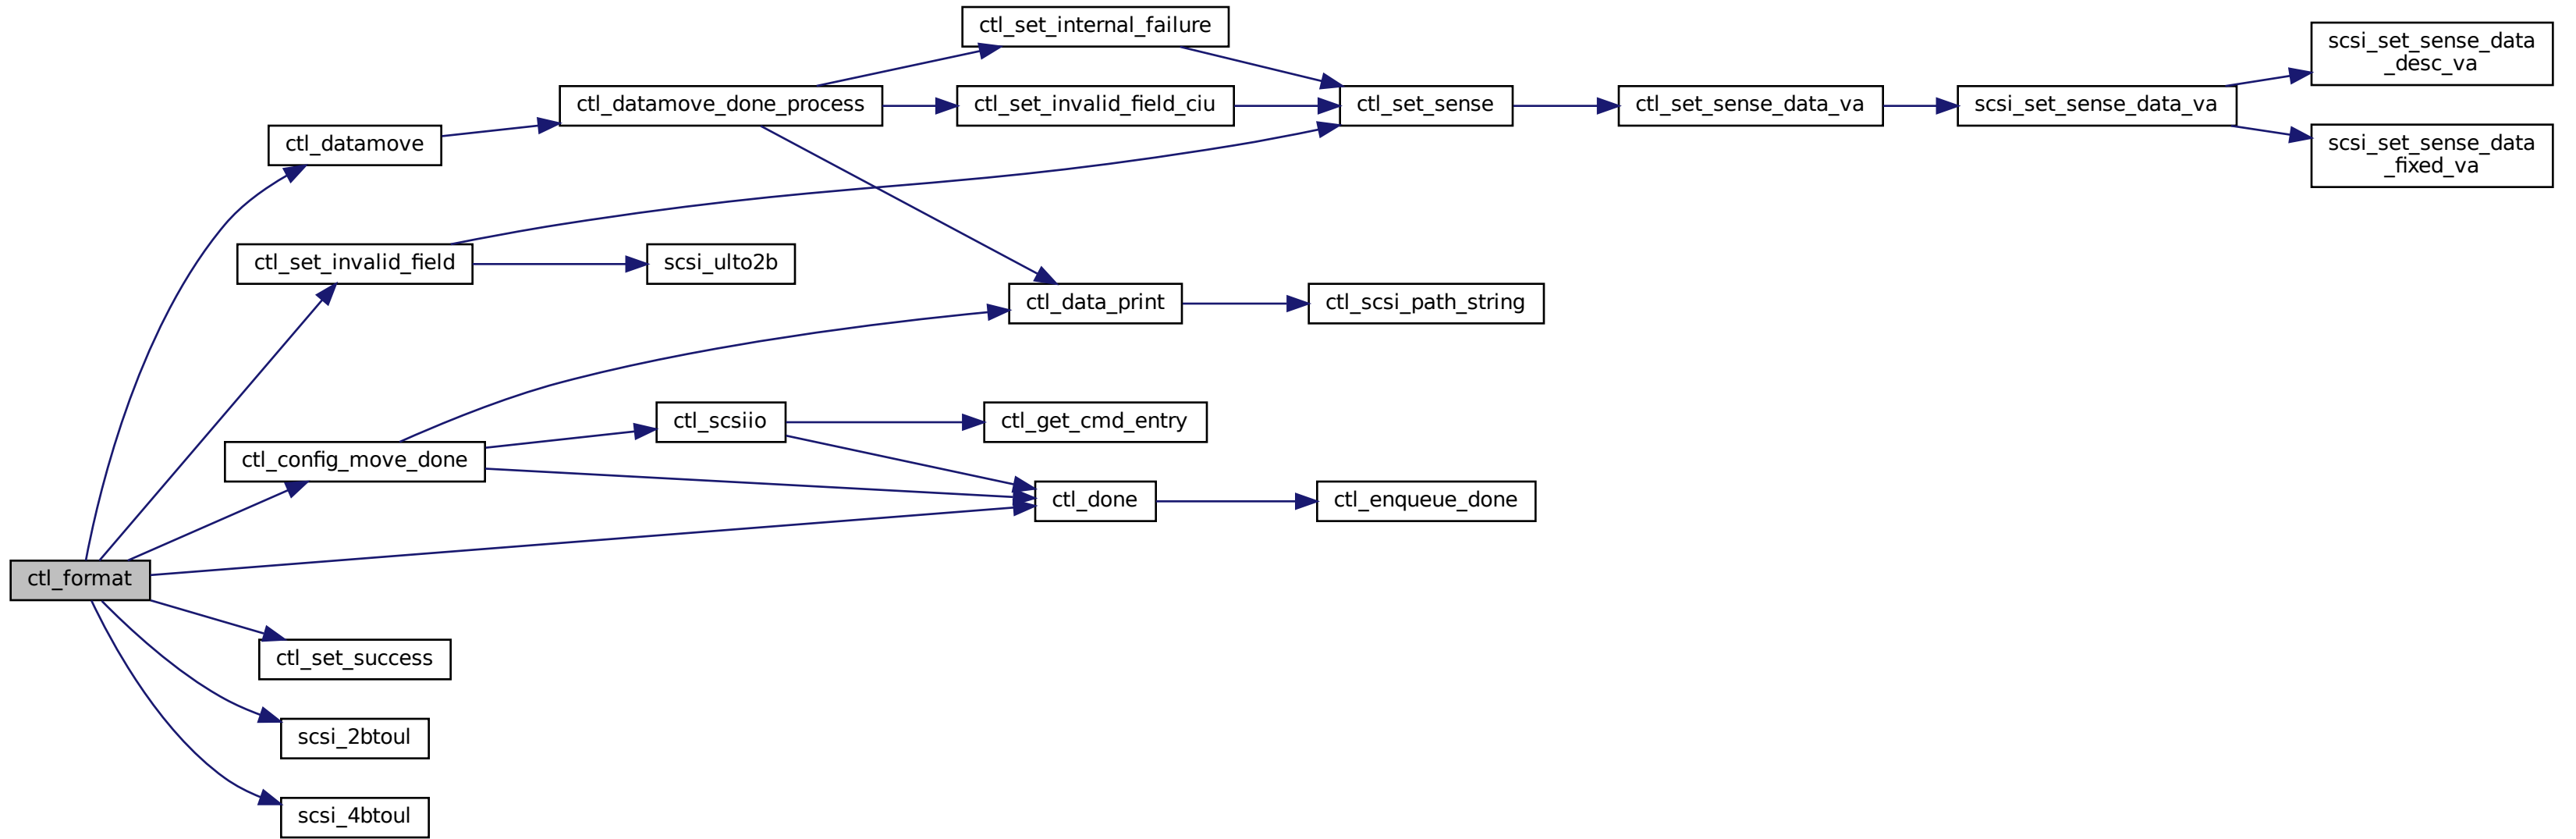 ctl_set_internal_failure
scsi_set_sense_data
_desc_va
ctl_datamove_done_process
ctl_set_invalid_field_ciu
ctl_set_sense
ctl_set_sense_data_va
scsi_set_sense_data_va
ctl_datamove
scsi_set_sense_data
_fixed_va
ctl_set_invalid_field
scsi_ulto2b
ctl_data_print
ctl_scsi_path_string
ctl_scsiio
ctl_get_cmd_entry
ctl_config_move_done
ctl_done
ctl_enqueue_done
ctl_format
ctl_set_success
scsi_2btoul
scsi_4btoul